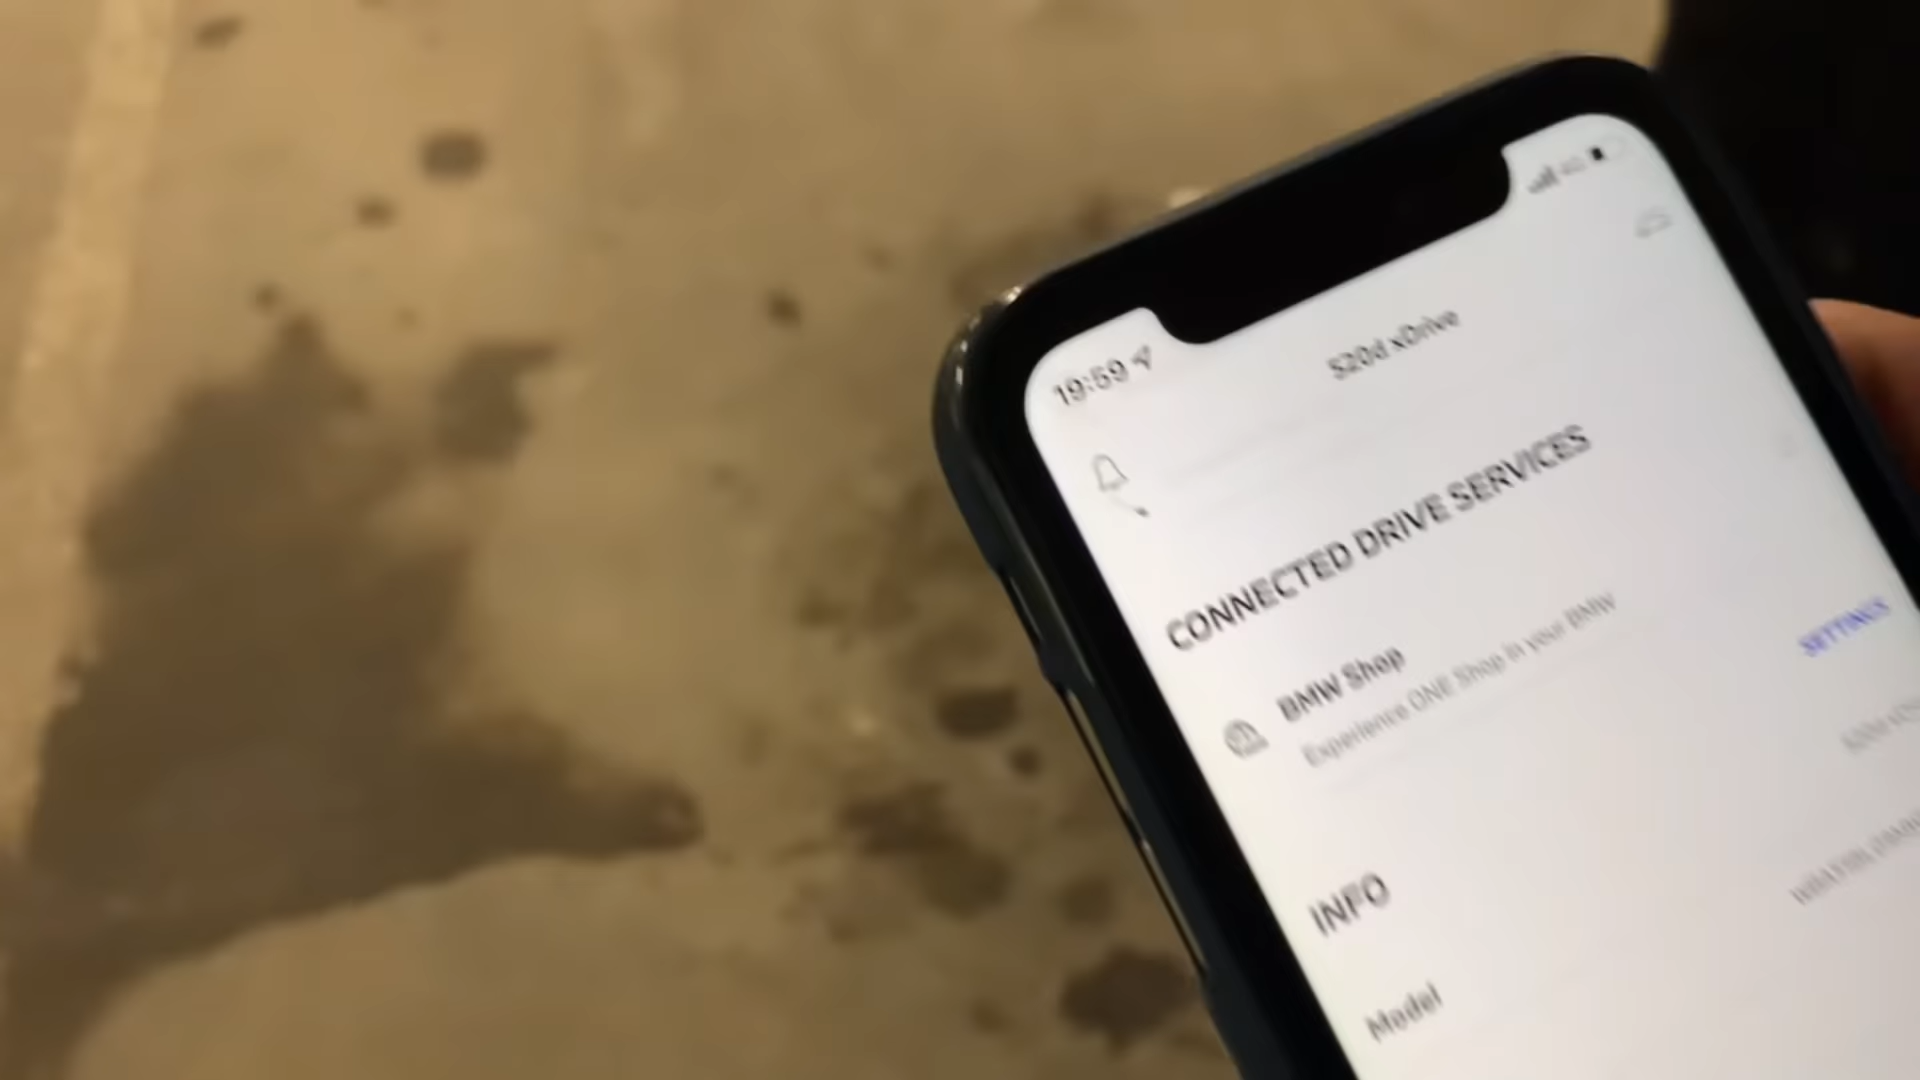 19:59
520d xDrive
CONNECTED DRIVE SERVICES
BMW Shop
Experience ONE Shop in your BMW
SETTINGS
INFO
Model